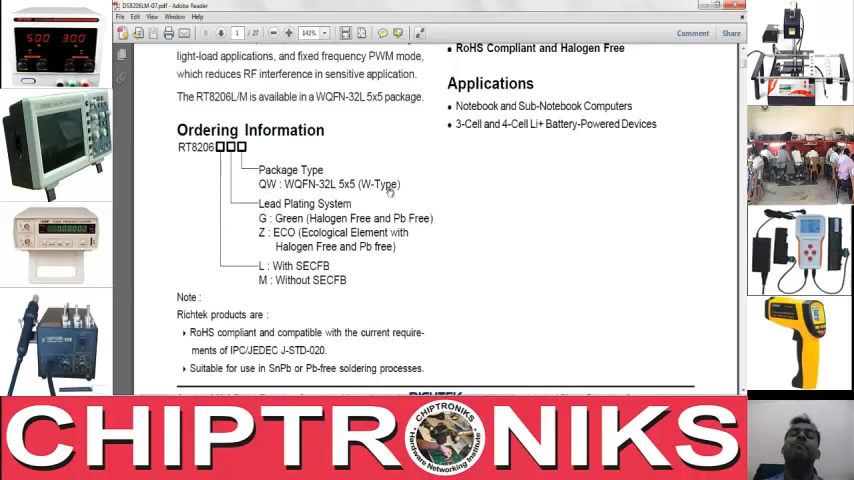 DS8206LM-07.pdf - Adobe Reader
File Edit View Window Help
1 / 27 143% Comment Share
light-load applications, and fixed frequency PWM mode,
which reduces RF interference in sensitive application.
The RT8206L/M is available in a WQFN-32L 5x5 package.
RoHS Compliant and Halogen Free
Applications
Notebook and Sub-Notebook Computers
3-Cell and 4-Cell Li+ Battery-Powered Devices
Ordering Information
RT8206
Package Type
QW : WQFN-32L 5x5 (W-Type)
Lead Plating System
G : Green (Halogen Free and Pb Free)
Z : ECO (Ecological Element with
Halogen Free and Pb free)
L : With SECFB
M : Without SECFB
Note :
Richtek products are :
RoHS compliant and compatible with the current require-
ments of IPC/JEDEC J-STD-020.
Suitable for use in SnPb or Pb-free soldering processes.
CHIPTRONIKS
CHIPTRONIKS
Hardware Networking Institute
500 300